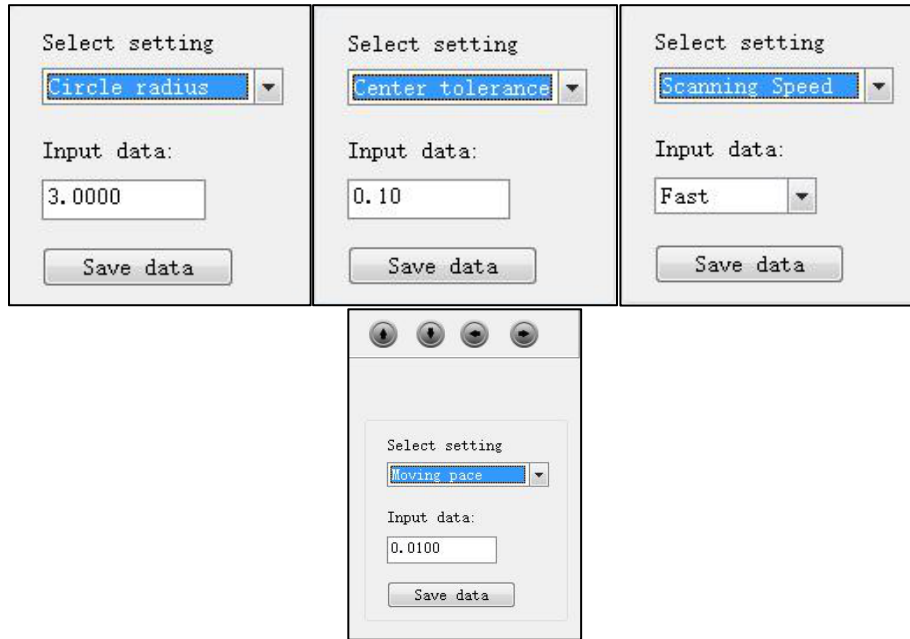 Select setting
Circle radius
Input data:
3.0000
Save data
Select setting
Center tolerance
Input data:
0.10
Save data
Select setting
Scanning Speed
Input data:
Fast
Save data
Select setting
Moving pace
Input data:
0.0100
Save data